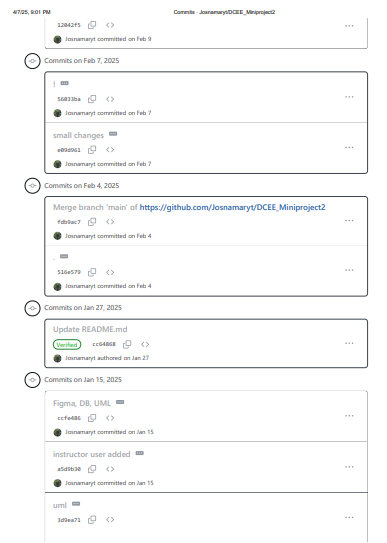 4/7/25, 9:01 PM Commits · Josnamaryt/DCEE_Miniproject2
12042f5
Josnamaryt committed on Feb 9
Commits on Feb 7, 2025
!
56033ba
Josnamaryt committed on Feb 7
small changes
e09d961
Josnamaryt committed on Feb 7
Commits on Feb 4, 2025
Merge branch 'main' of https://github.com/Josnamaryt/DCEE_Miniproject2
fdb9ac7
Josnamaryt committed on Feb 4
.
516e579
Josnamaryt committed on Feb 4
Commits on Jan 27, 2025
Update README.md
Verified cc64868
Josnamaryt authored on Jan 27
Commits on Jan 15, 2025
Figma, DB, UML
ccfe486
Josnamaryt committed on Jan 15
instructor user added
a5d9b30
Josnamaryt committed on Jan 15
uml
3d9ea71